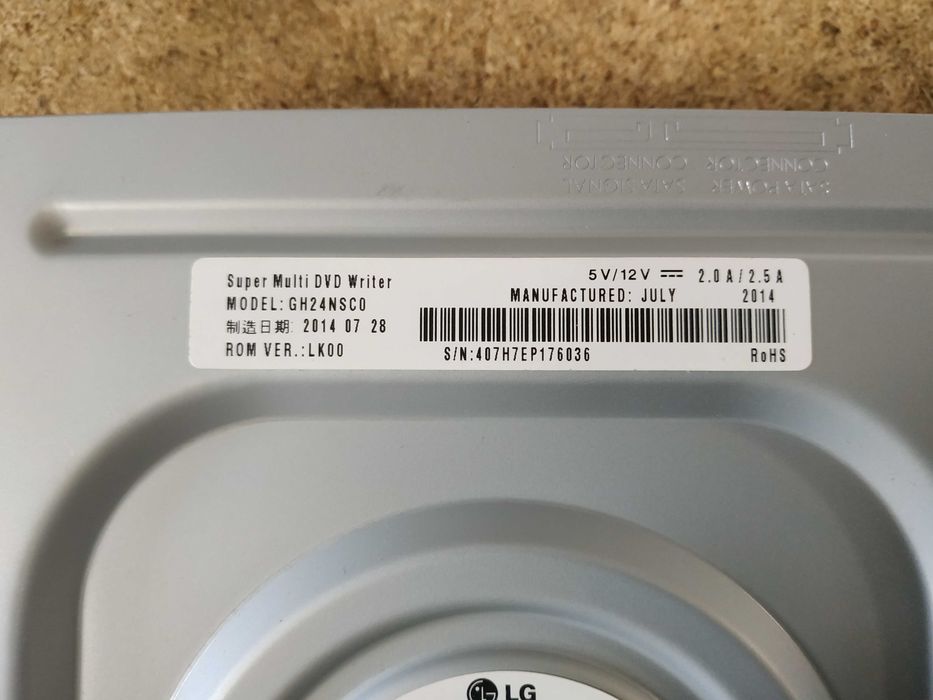 SATA POWER SATA SIGNAL
CONNECTOR CONNECTOR
Super Multi DVD Writer
MODEL: GH24NSC0
制造日期: 2014 07 28
ROM VER.:LK00
5V/12V ⎓ 2.0A/2.5A
MANUFACTURED: JULY 2014
S/N:407H7EP176036
RoHS
LG